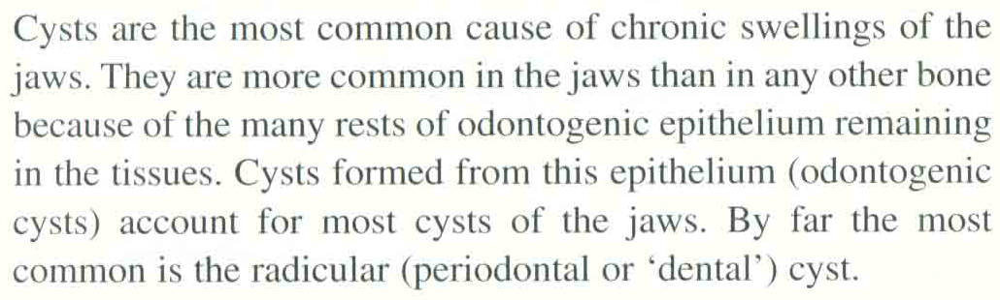 Cysts are the most common cause of chronic swellings of the
jaws. They are more common in the jaws than in any other bone
because of the many rests of odontogenic epithelium remaining
in the tissues. Cysts formed from this epithelium (odontogenic
cysts) account for most cysts of the jaws. By far the most
common is the radicular (periodontal or ‘dental’) cyst.